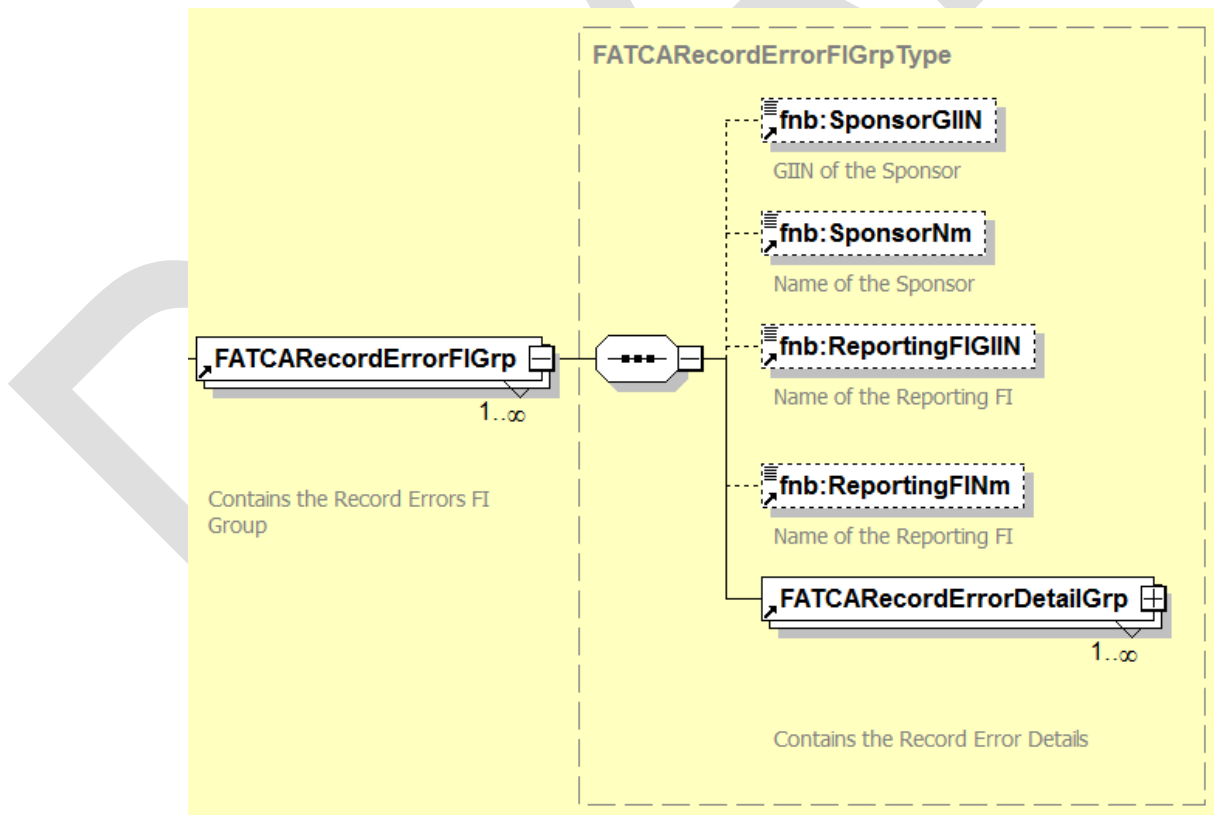 FATCARecordErrorFIGrpType
fnb:SponsorGIIN
GIIN of the Sponsor
fnb:SponsorNm
Name of the Sponsor
fnb:ReportingFIGIIN
Name of the Reporting FI
FATCARecordErrorFIGrp
1..∞
Contains the Record Errors FI
Group
fnb:ReportingFINm
Name of the Reporting FI
FATCARecordErrorDetailGrp
1..∞
Contains the Record Error Details